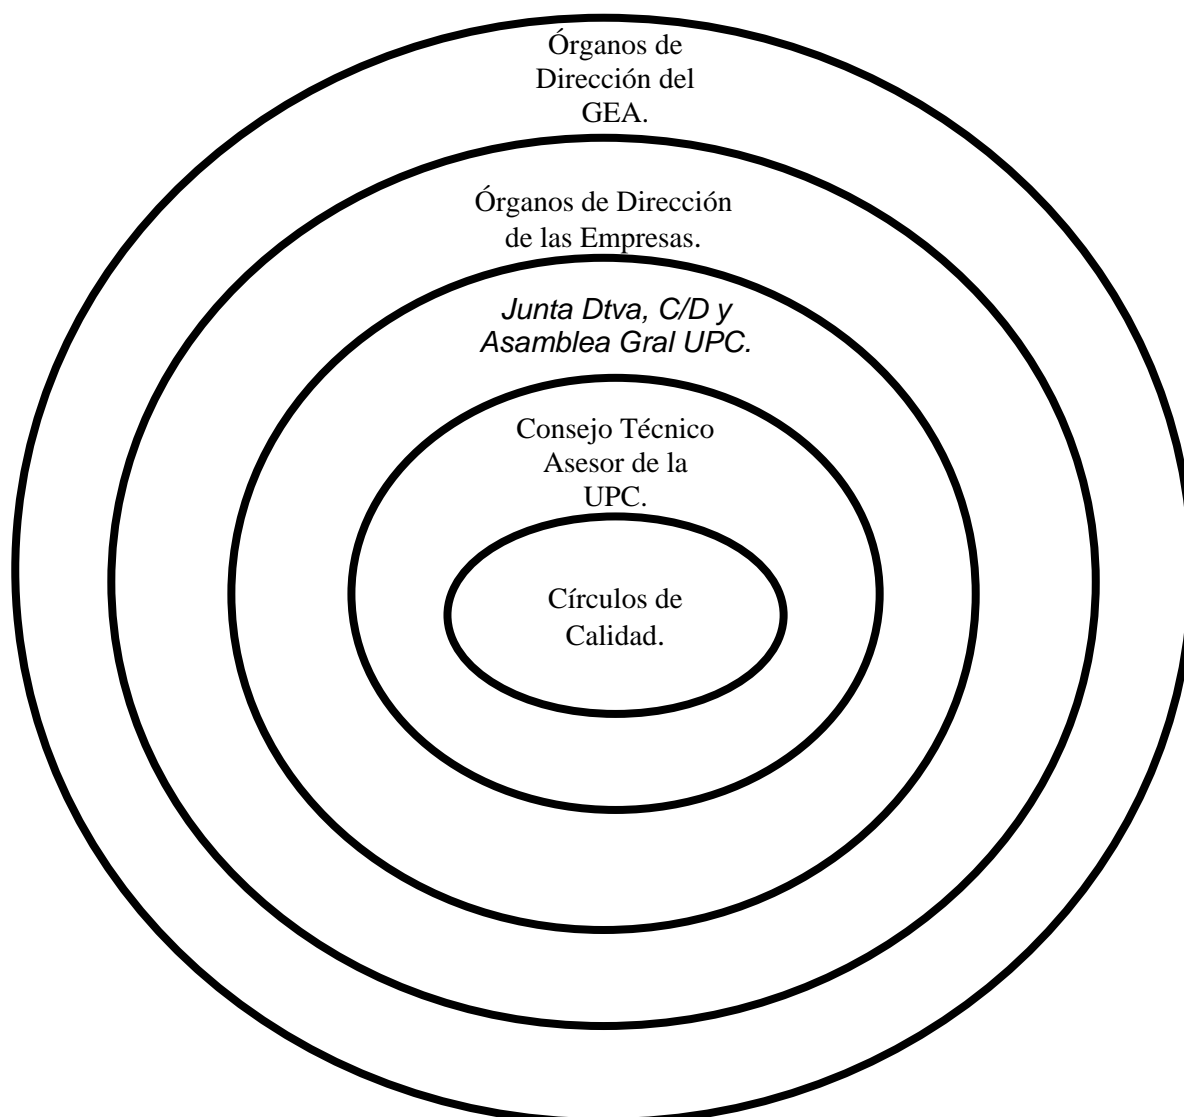 Órganos de
Dirección del
GEA.
Órganos de Dirección
de las Empresas.
Junta Dtva, C/D y
Asamblea Gral UPC.
Consejo Técnico
Asesor de la
UPC.
Círculos de
Calidad.